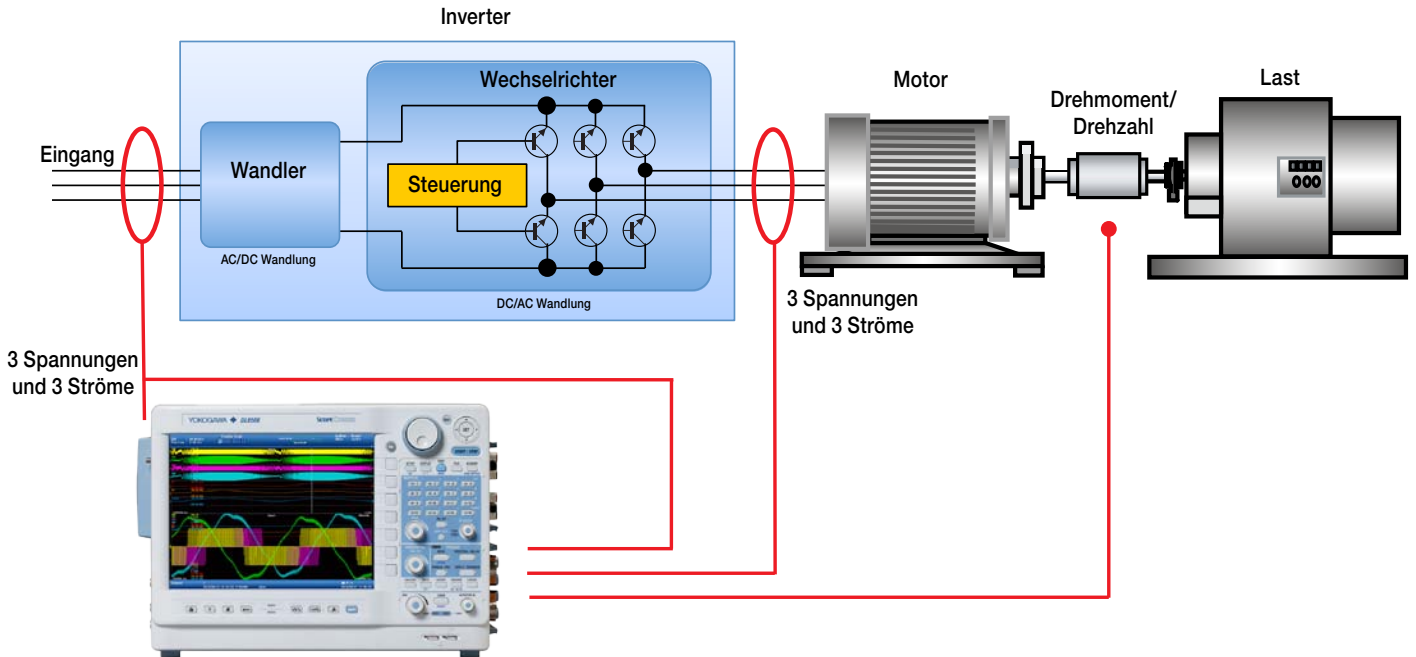 Inverter
Wechselrichter
Motor
Last
Drehmoment/
Drehzahl
Eingang
Wandler
Steuerung
AC/DC Wandlung
DC/AC Wandlung
3 Spannungen
und 3 Ströme
3 Spannungen
und 3 Ströme
YOKOGAWA